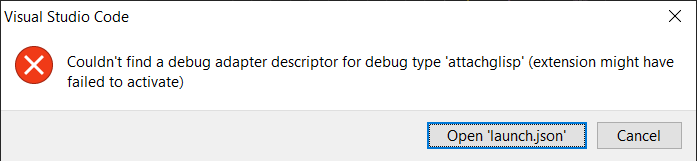 Visual Studio Code
Couldn't find a debug adapter descriptor for debug type 'attachglisp' (extension might have
failed to activate)
Open 'launch.json'
Cancel